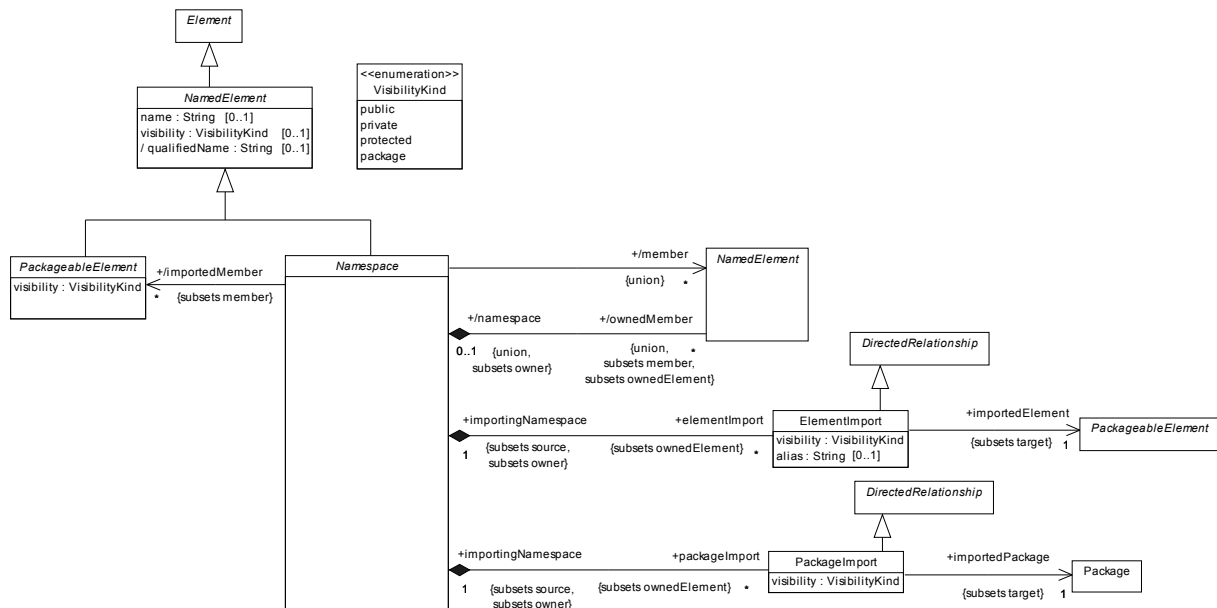 Element
NamedElement
name : String [0..1]
visibility : VisibilityKind [0..1]
/ qualifiedName : String [0..1]
<<enumeration>>
VisibilityKind
public
private
protected
package
PackageableElement
visibility : VisibilityKind
+/importedMember
* {subsets member}
Namespace
+/member
{union} *
NamedElement
+/namespace
0..1 {union,
subsets owner}
+/ownedMember
{union, *
subsets member,
subsets ownedElement}
DirectedRelationship
+importingNamespace
1 {subsets source,
subsets owner}
+elementImport
{subsets ownedElement} *
ElementImport
visibility : VisibilityKind
alias : String [0..1]
+importedElement
{subsets target} 1
PackageableElement
DirectedRelationship
+importingNamespace
1 {subsets source,
subsets owner}
+packageImport
{subsets ownedElement} *
PackageImport
visibility : VisibilityKind
+importedPackage
{subsets target} 1
Package